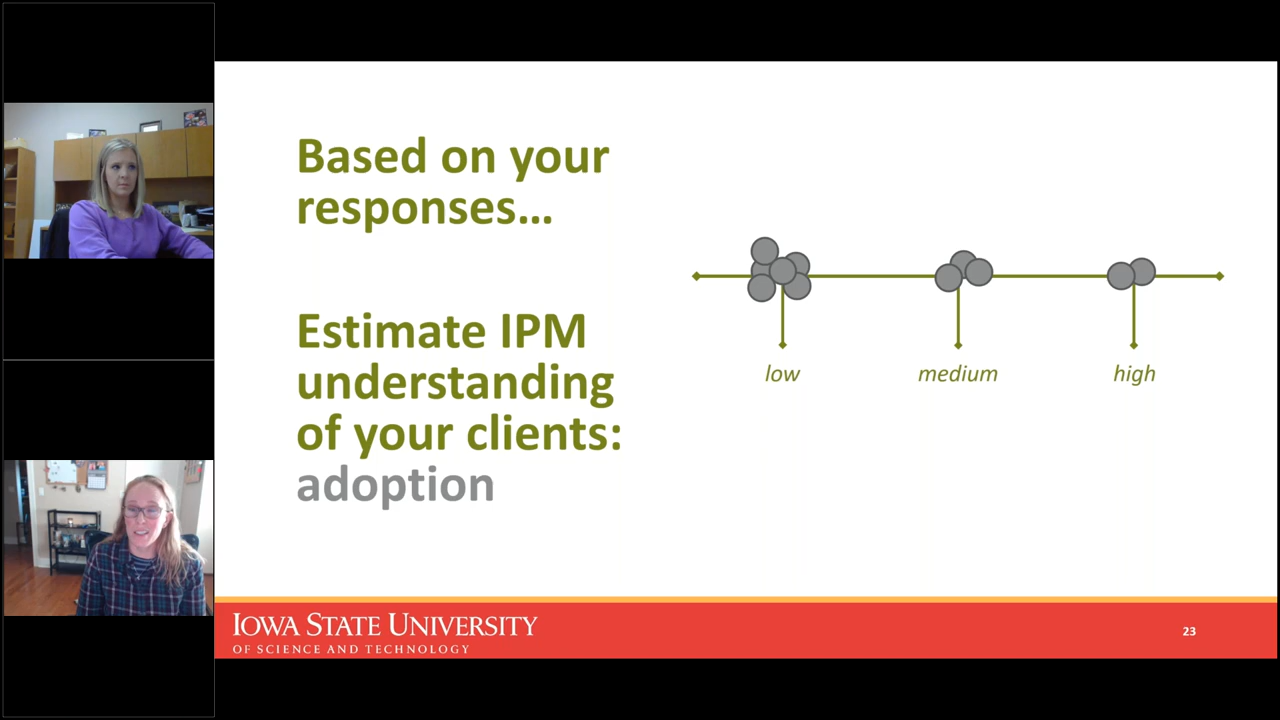 Based on your
responses…
Estimate IPM
understanding
of your clients:
adoption
low
medium
high
IOWA STATE UNIVERSITY
OF SCIENCE AND TECHNOLOGY
23